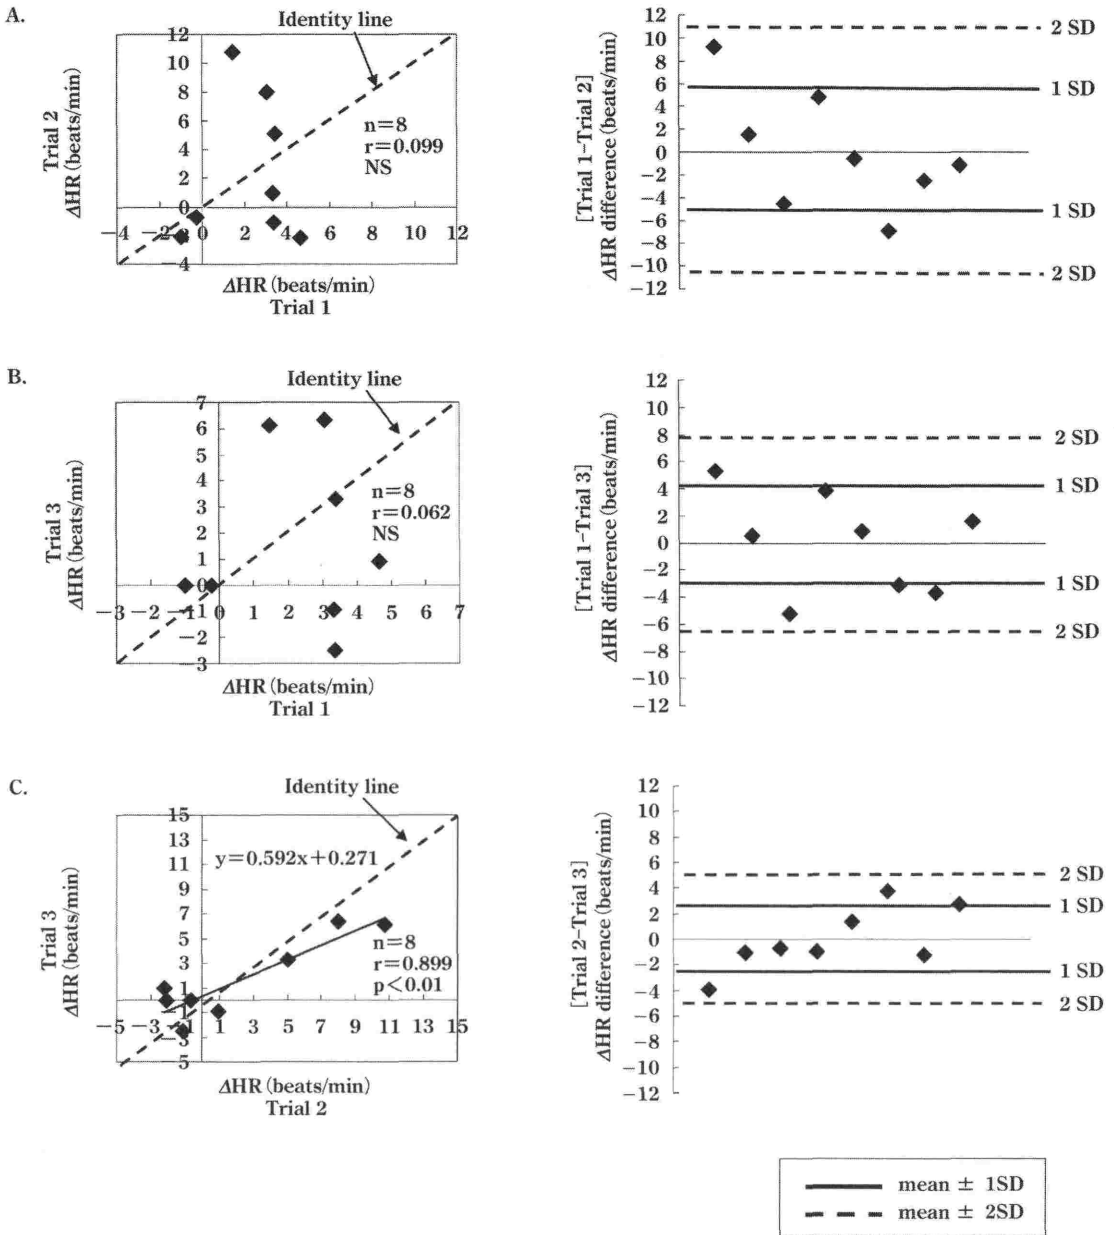 A.
Identity line
12
10
8
6
4
2
0
−4
−4 −2 0 2 4 6 8 10 12
Trial 2
ΔHR (beats/min)
n=8
r=0.099
NS
ΔHR (beats/min)
Trial 1
12
10
8
6
4
2
0
−2
−4
−6
−8
−10
−12
[Trial 1−Trial 2]
ΔHR difference (beats/min)
2 SD
1 SD
1 SD
2 SD
B.
Identity line
7
6
5
4
3
2
1
0
−1
−2
−3
−3 −2 −1 0 1 2 3 4 5 6 7
Trial 3
ΔHR (beats/min)
n=8
r=0.062
NS
ΔHR (beats/min)
Trial 1
12
10
8
6
4
2
0
−2
−4
−6
−8
−10
−12
[Trial 1−Trial 3]
ΔHR difference (beats/min)
2 SD
1 SD
1 SD
2 SD
C.
Identity line
15
13
11
9
7
5
3
1
−1
−3
5
−5 −3 −1 1 3 5 7 9 11 13 15
Trial 3
ΔHR (beats/min)
y=0.592x+0.271
n=8
r=0.899
p<0.01
ΔHR (beats/min)
Trial 2
12
10
8
6
4
2
0
−2
−4
−6
−8
−10
−12
[Trial 2−Trial 3]
ΔHR difference (beats/min)
2 SD
1 SD
1 SD
2 SD
mean ± 1SD
mean ± 2SD